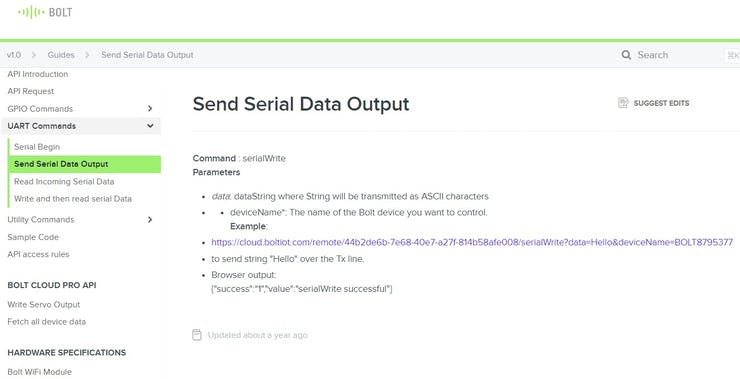 BOLT
v1.0 > Guides > Send Serial Data Output
Search
⌘K
API Introduction
API Request
GPIO Commands
UART Commands
Serial Begin
Send Serial Data Output
Read Incoming Serial Data
Write and then read serial Data
Utility Commands
Sample Code
API access rules
BOLT CLOUD PRO API
Write Servo Output
Fetch all device data
HARDWARE SPECIFICATIONS
Bolt WiFi Module
Send Serial Data Output
SUGGEST EDITS
Command : serialWrite
Parameters
• data: dataString where String will be transmitted as ASCII characters
• • deviceName*: The name of the Bolt device you want to control.
Example:
• https://cloud.boltiot.com/remote/44b2de6b-7e68-40e7-a27f-814b58afe008/serialWrite?data=Hello&deviceName=BOLT8795377
• to send string "Hello" over the Tx line.
• Browser output:
{"success":"1","value":"serialWrite successful"}
Updated about a year ago